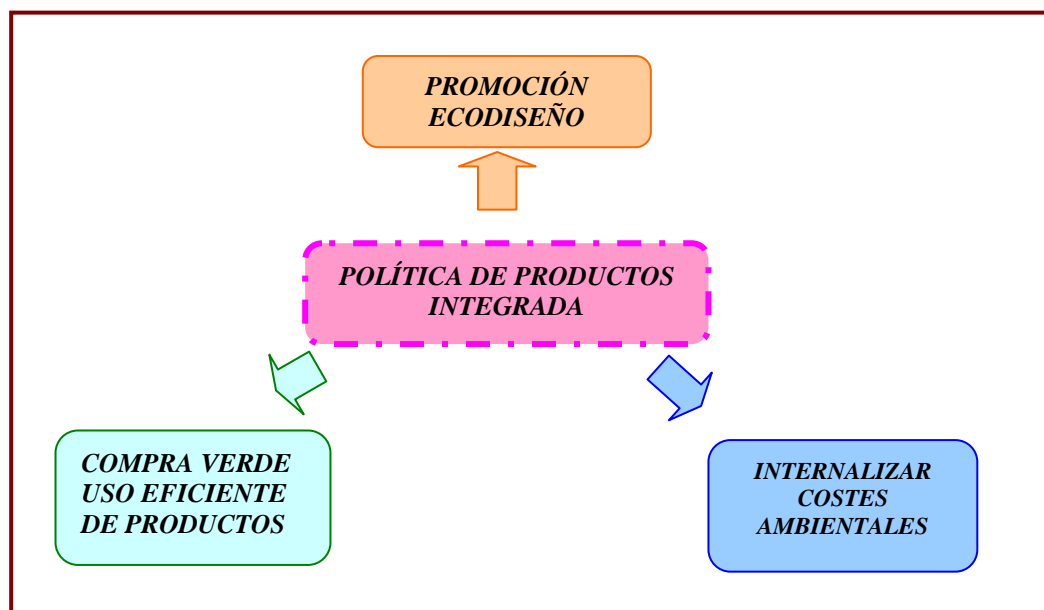 PROMOCIÓN
ECODISEÑO
POLÍTICA DE PRODUCTOS
INTEGRADA
COMPRA VERDE
USO EFICIENTE
DE PRODUCTOS
INTERNALIZAR
COSTES
AMBIENTALES